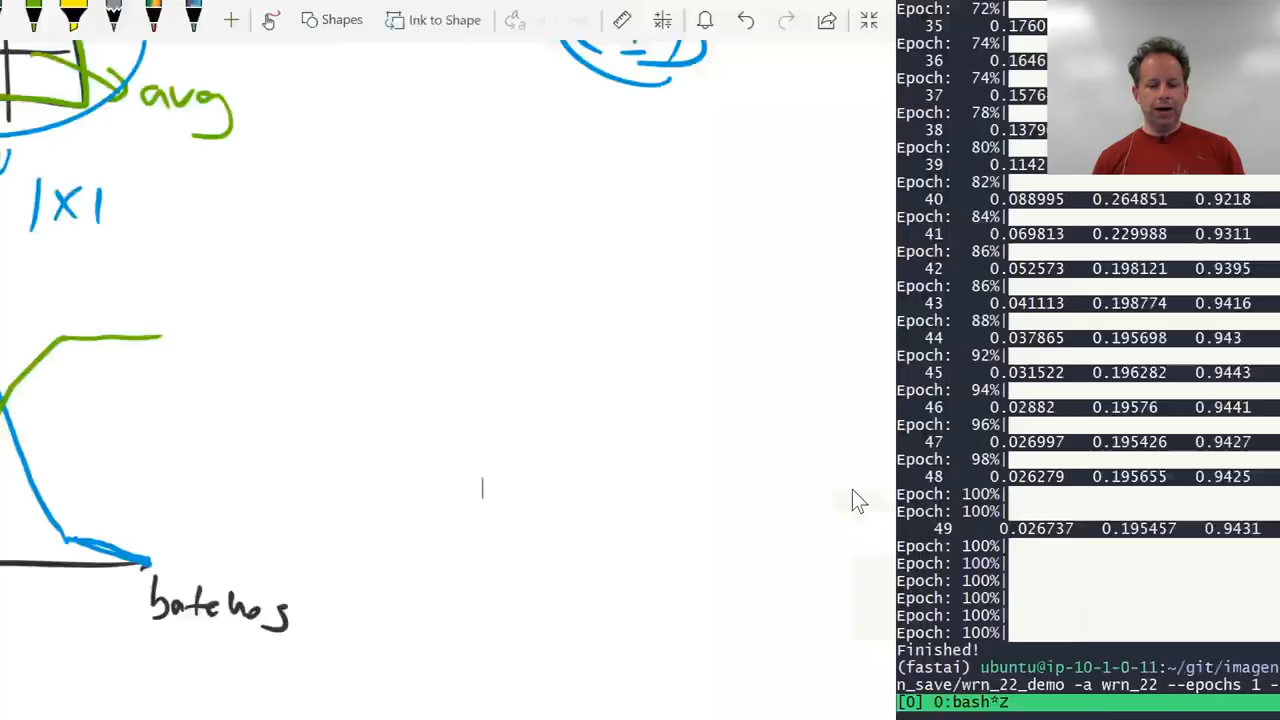 Shapes
Ink to Shape
avg
1x1
batches
Epoch: 72%|
35 0.1760
Epoch: 74%|
36 0.1646
Epoch: 74%|
37 0.1576
Epoch: 78%|
38 0.1379
Epoch: 80%|
39 0.1142
Epoch: 82%|
40 0.088995 0.264851 0.9218
Epoch: 84%|
41 0.069813 0.229988 0.9311
Epoch: 86%|
42 0.052573 0.198121 0.9395
Epoch: 86%|
43 0.041113 0.198774 0.9416
Epoch: 88%|
44 0.037865 0.195698 0.943
Epoch: 92%|
45 0.031522 0.196282 0.9443
Epoch: 94%|
46 0.02882 0.19576 0.9441
Epoch: 96%|
47 0.026997 0.195426 0.9427
Epoch: 98%|
48 0.026279 0.195655 0.9425
Epoch: 100%|
Epoch: 100%|
49 0.026737 0.195457 0.9431
Epoch: 100%|
Epoch: 100%|
Epoch: 100%|
Epoch: 100%|
Epoch: 100%|
Epoch: 100%|
Finished!
(fastai) ubuntu@ip-10-1-0-11:~/git/imagen
n_save/wrn_22_demo -a wrn_22 --epochs 1 -
[0] 0:bash*Z